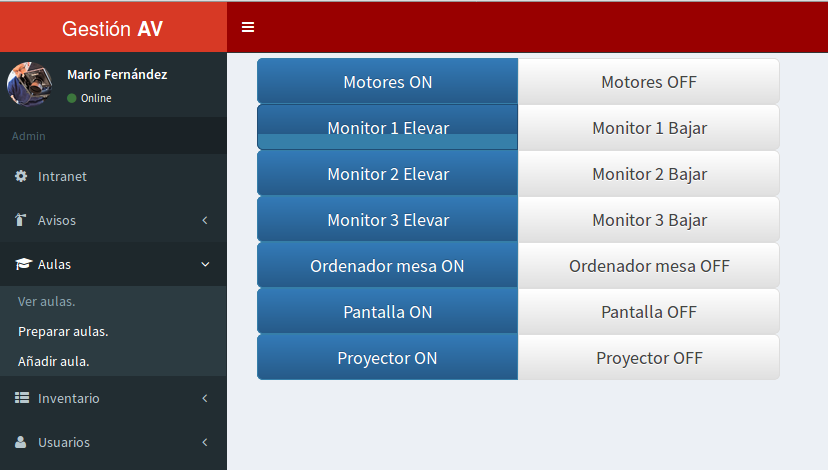 Gestión AV
Mario Fernández
Online
Admin
Intranet
Avisos
Aulas
Ver aulas.
Preparar aulas.
Añadir aula.
Inventario
Usuarios
Motores ON Motores OFF
Monitor 1 Elevar Monitor 1 Bajar
Monitor 2 Elevar Monitor 2 Bajar
Monitor 3 Elevar Monitor 3 Bajar
Ordenador mesa ON Ordenador mesa OFF
Pantalla ON Pantalla OFF
Proyector ON Proyector OFF